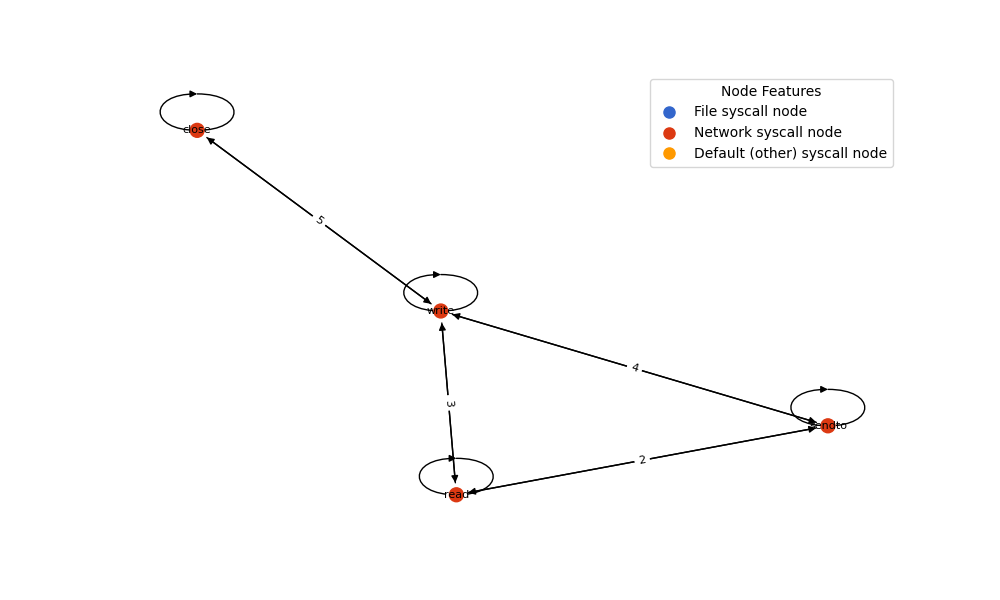 Node Features
File syscall node
Network syscall node
Default (other) syscall node
close
5
write
4
3
sendto
2
read